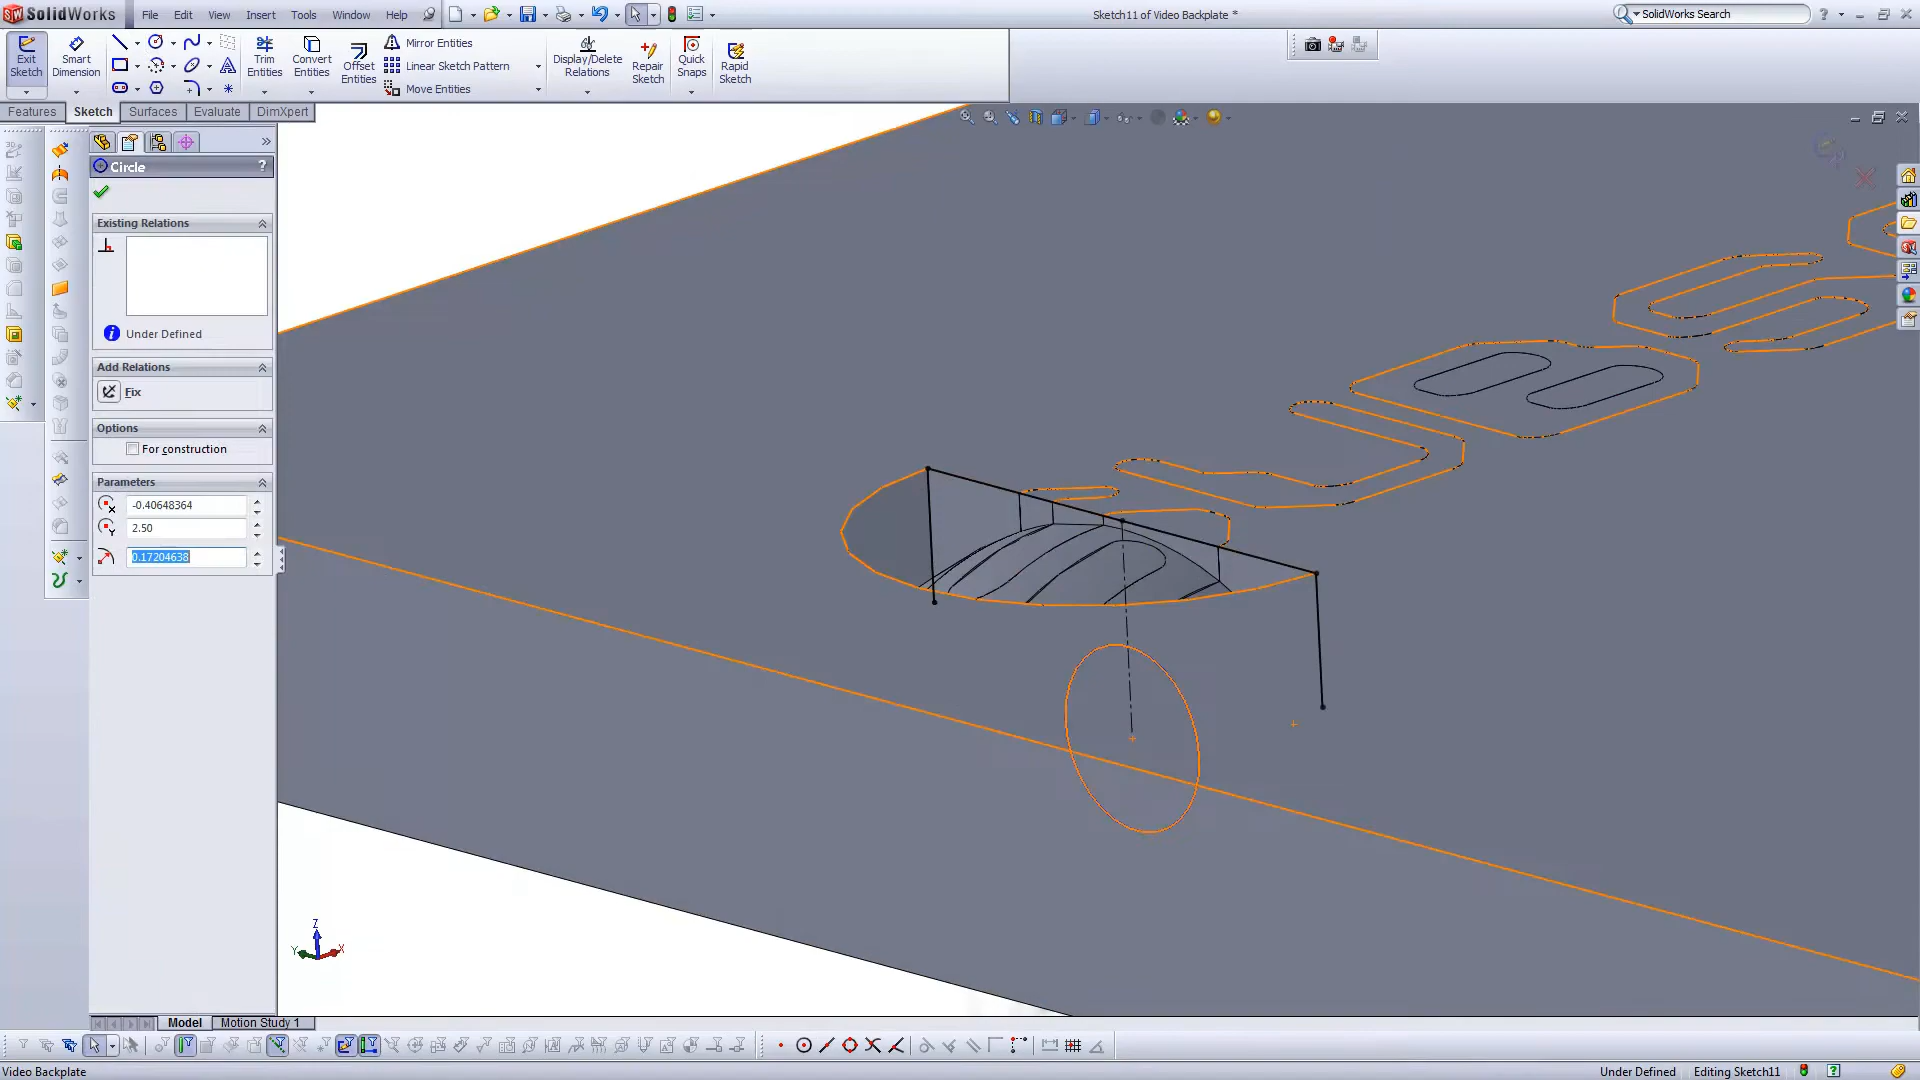 SolidWorks
File Edit View Insert Tools Window Help
Sketch11 of Video Backplate *
SolidWorks Search
Exit Sketch
Smart Dimension
Trim Entities
Convert Entities
Offset Entities
Mirror Entities
Linear Sketch Pattern
Move Entities
Display/Delete Relations
Repair Sketch
Quick Snaps
Rapid Sketch
Features Sketch Surfaces Evaluate DimXpert
Circle ?
Existing Relations
Under Defined
Add Relations
Fix
Options
For construction
Parameters
-0.40648364
2.50
0.17204638
Z
Y
X
Model Motion Study 1
Video Backplate
Under Defined
Editing Sketch11